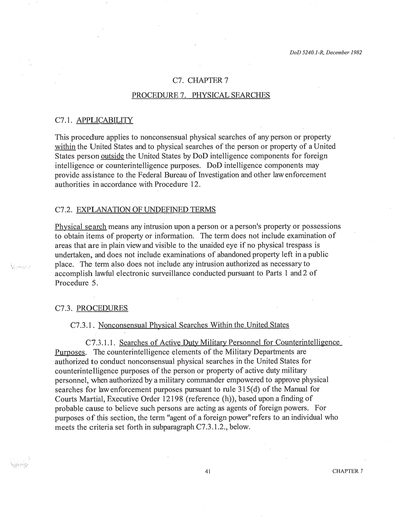 DoD 5240.1-R, December 1982
C7. CHAPTER 7
PROCEDURE 7. PHYSICAL SEARCHES
C7.1. APPLICABILITY
This procedure applies to nonconsensual physical searches of any person or property
within the United States and to physical searches of the person or property of a United
States person outside the United States by DoD intelligence components for foreign
intelligence or counterintelligence purposes. DoD intelligence components may
provide assistance to the Federal Bureau of Investigation and other law enforcement
authorities in accordance with Procedure 12.
C7.2. EXPLANATION OF UNDEFINED TERMS
Physical search means any intrusion upon a person or a person's property or possessions
to obtain items of property or information. The term does not include examination of
areas that are in plain view and visible to the unaided eye if no physical trespass is
undertaken, and does not include examinations of abandoned property left in a public
place. The term also does not include any intrusion authorized as necessary to
accomplish lawful electronic surveillance conducted pursuant to Parts 1 and 2 of
Procedure 5.
C7.3. PROCEDURES
C7.3.1. Nonconsensual Physical Searches Within the United States
C7.3.1.1. Searches of Active Duty Military Personnel for Counterintelligence
Purposes. The counterintelligence elements of the Military Departments are
authorized to conduct nonconsensual physical searches in the United States for
counterintelligence purposes of the person or property of active duty military
personnel, when authorized by a military commander empowered to approve physical
searches for law enforcement purposes pursuant to rule 315(d) of the Manual for
Courts Martial, Executive Order 12198 (reference (h)), based upon a finding of
probable cause to believe such persons are acting as agents of foreign powers. For
purposes of this section, the term "agent of a foreign power" refers to an individual who
meets the criteria set forth in subparagraph C7.3.1.2., below.
41
CHAPTER 7